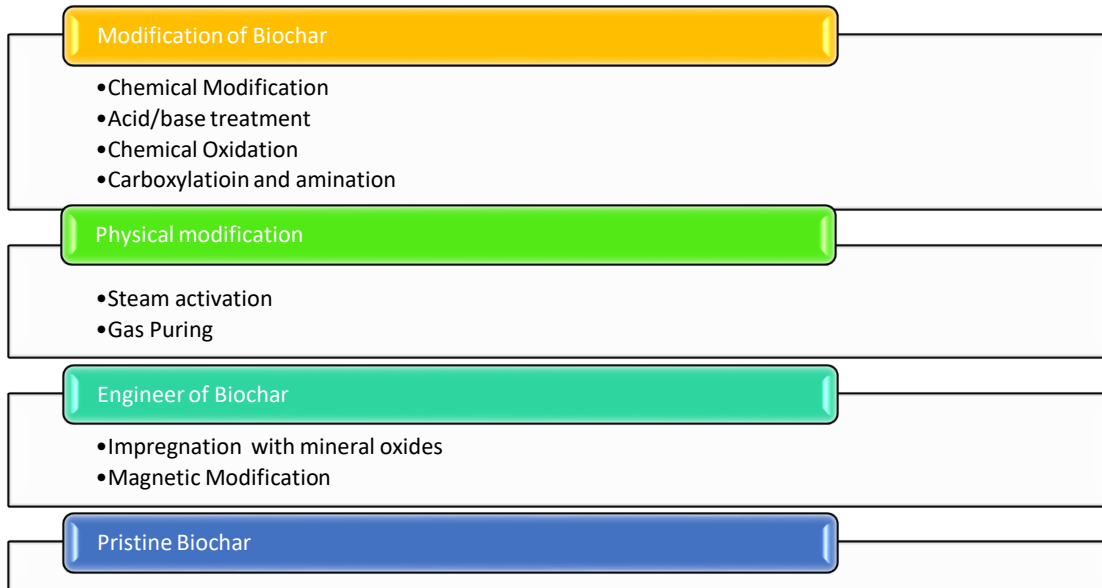 Modification of Biochar
•Chemical Modification
•Acid/base treatment
•Chemical Oxidation
•Carboxylatioin and amination
Physical modification
•Steam activation
•Gas Puring
Engineer of Biochar
•Impregnation with mineral oxides
•Magnetic Modification
Pristine Biochar